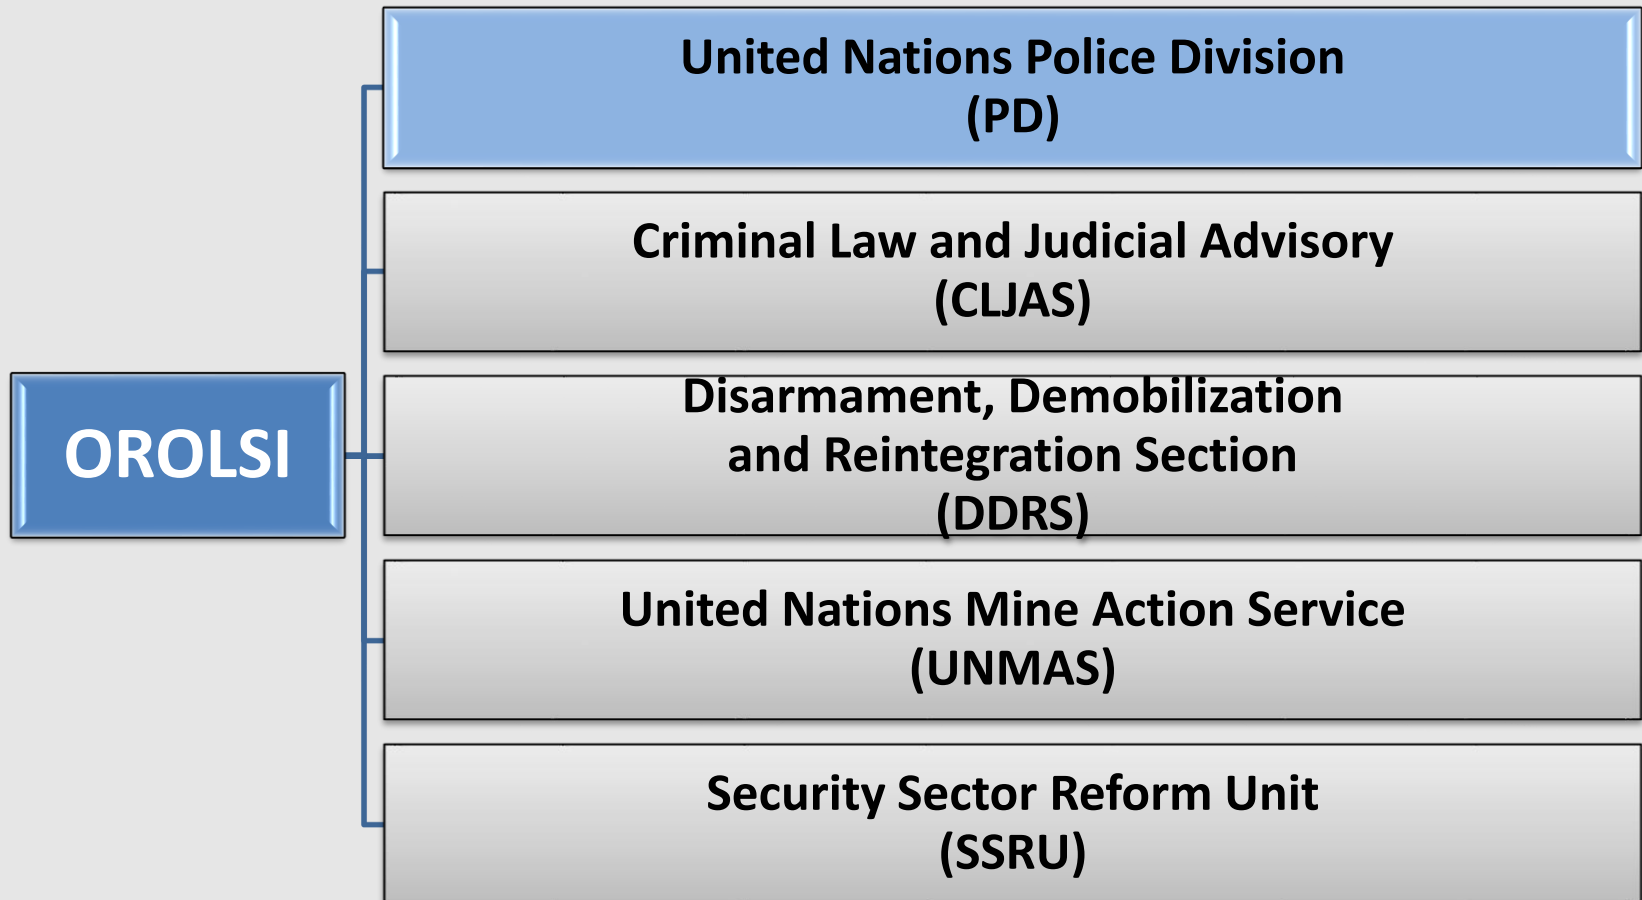 OROLSI
United Nations Police Division
(PD)
Criminal Law and Judicial Advisory
(CLJAS)
Disarmament, Demobilization
and Reintegration Section
(DDRS)
United Nations Mine Action Service
(UNMAS)
Security Sector Reform Unit
(SSRU)